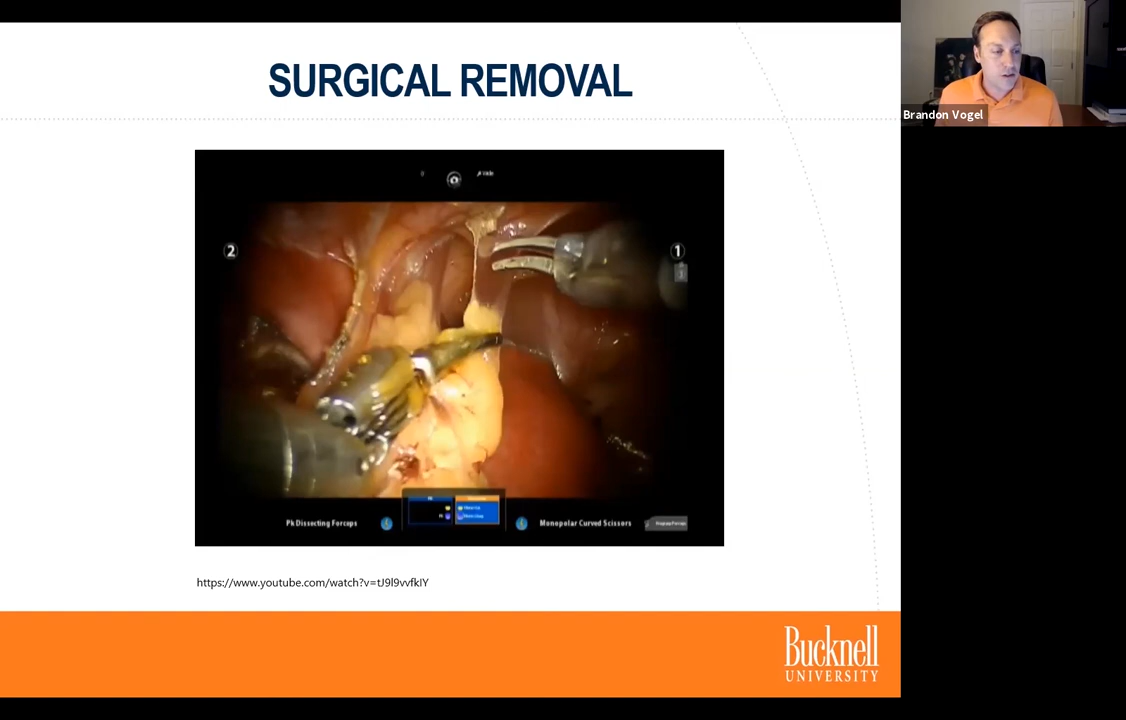 SURGICAL REMOVAL
Brandon Vogel
2
1
Pk Dissecting Forceps
Monopolar Curved Scissors
https://www.youtube.com/watch?v=tJ9l9vvfkIY
Bucknell
UNIVERSITY